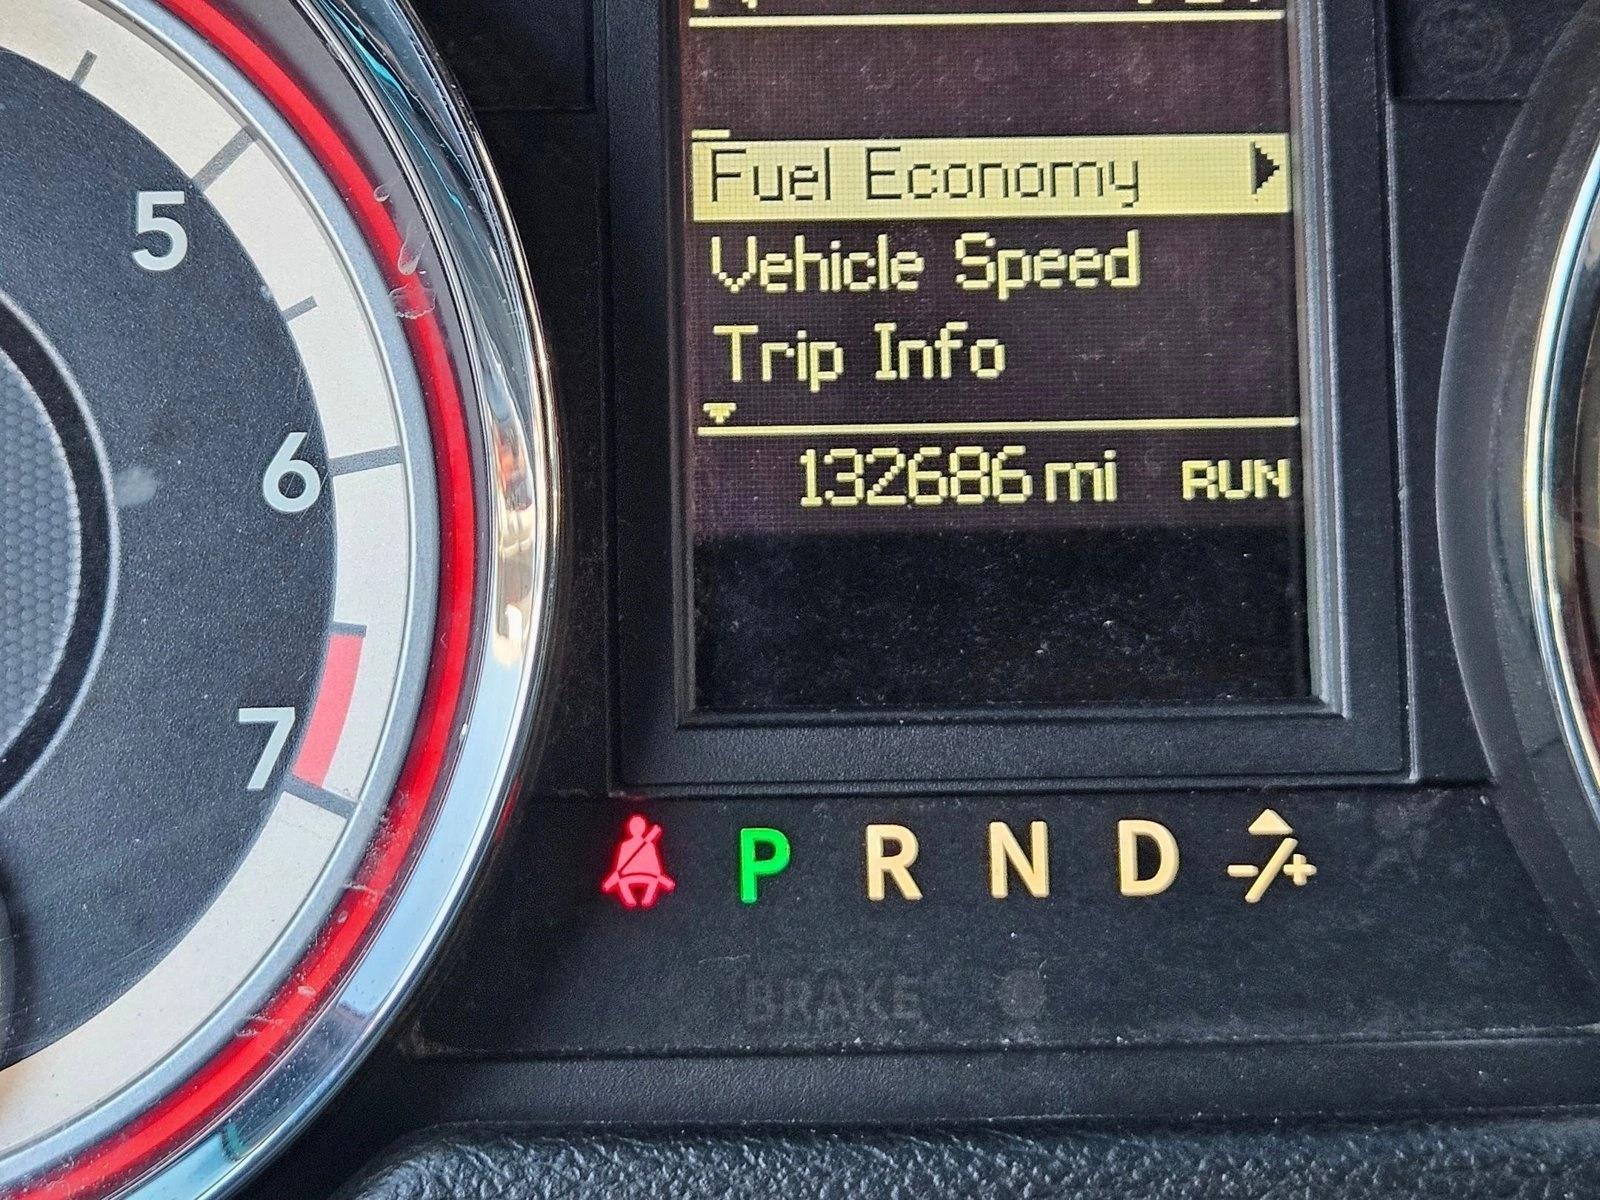 Fuel Economy
Vehicle Speed
Trip Info
132686 mi RUN
5
6
7
P R N D -/+
BRAKE